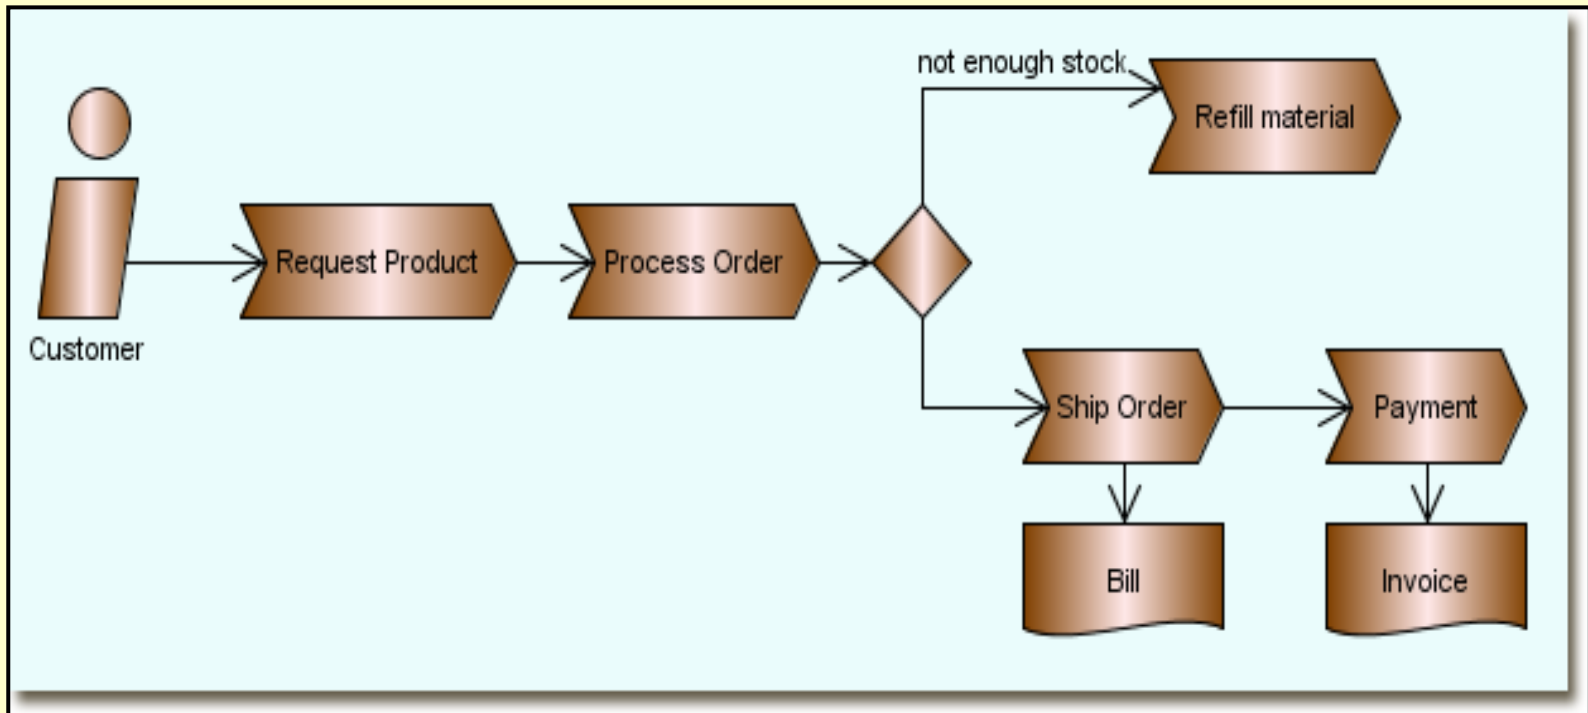 not enough stock
Refill material
Request Product
Process Order
Customer
Ship Order
Payment
Bill
Invoice